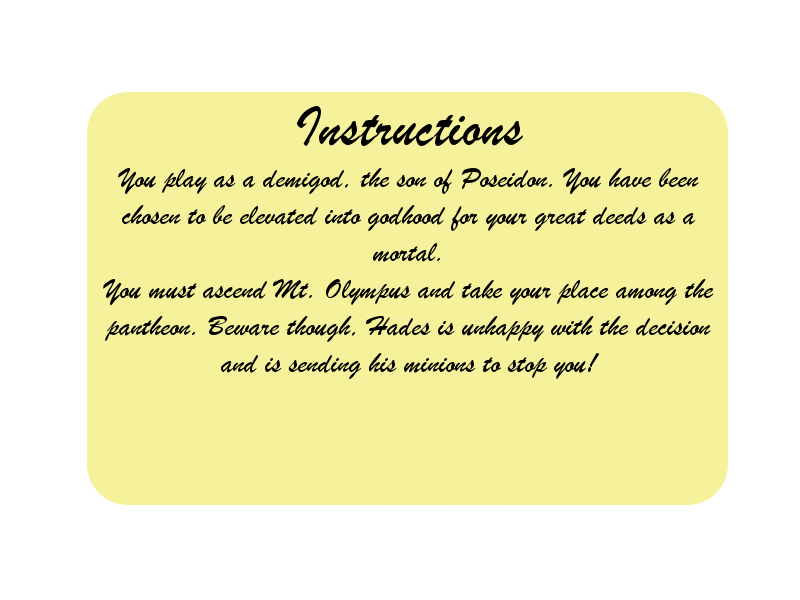 Instructions
You play as a demigod, the son of Poseidon. You have been
chosen to be elevated into godhood for your great deeds as a
mortal.
You must ascend Mt. Olympus and take your place among the
pantheon. Beware though, Hades is unhappy with the decision
and is sending his minions to stop you!